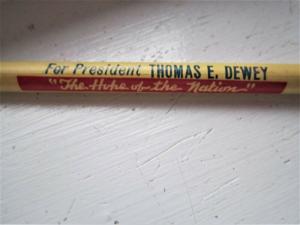 For President THOMAS E. DEWEY
"The Hope of the Nation"